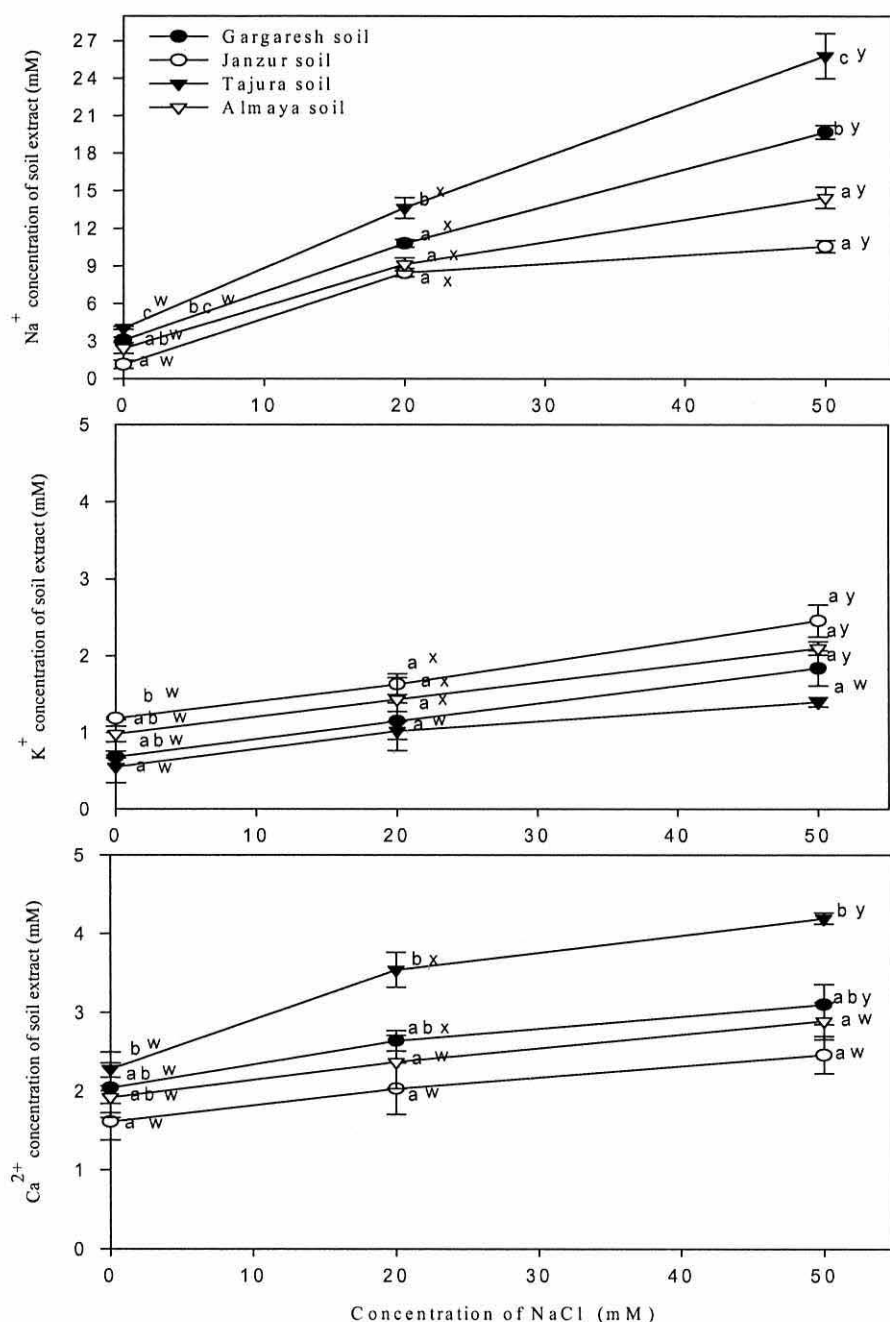 Gargaresh soil
Janzur soil
Tajura soil
Almaya soil
Na+ concentration of soil extract (mM)
27
24
21
18
15
12
9
6
3
0
c y
b y
a y
a y
b x
a x
a x
a x
c w
bc w
ab w
a w
0 10 20 30 40 50
K+ concentration of soil extract (mM)
5
4
3
2
1
0
a y
a y
a y
a w
a x
a x
a x
a w
b w
ab w
ab w
a w
0 10 20 30 40 50
Ca2+ concentration of soil extract (mM)
5
4
3
2
1
0
b y
ab y
a w
a w
b x
ab x
a w
a w
b w
ab w
ab w
a w
0 10 20 30 40 50
Concentration of NaCl (mM)